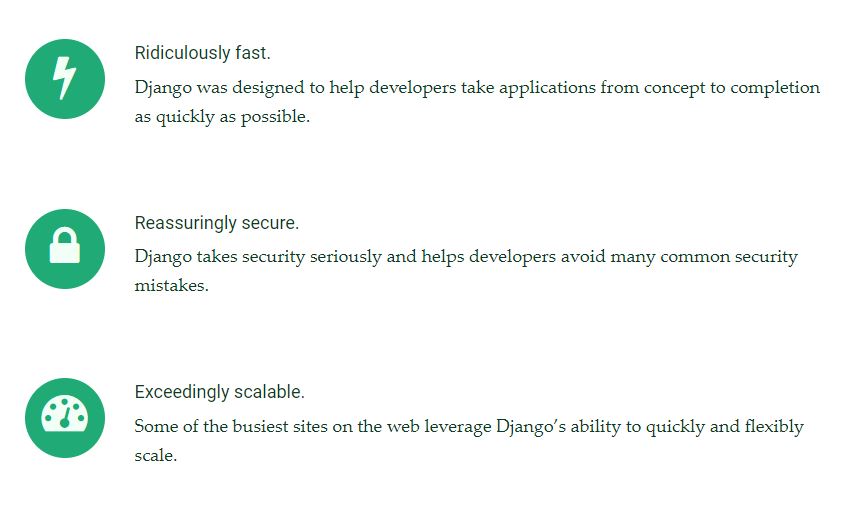 Ridiculously fast.
Django was designed to help developers take applications from concept to completion
as quickly as possible.
Reassuringly secure.
Django takes security seriously and helps developers avoid many common security
mistakes.
Exceedingly scalable.
Some of the busiest sites on the web leverage Django’s ability to quickly and flexibly
scale.